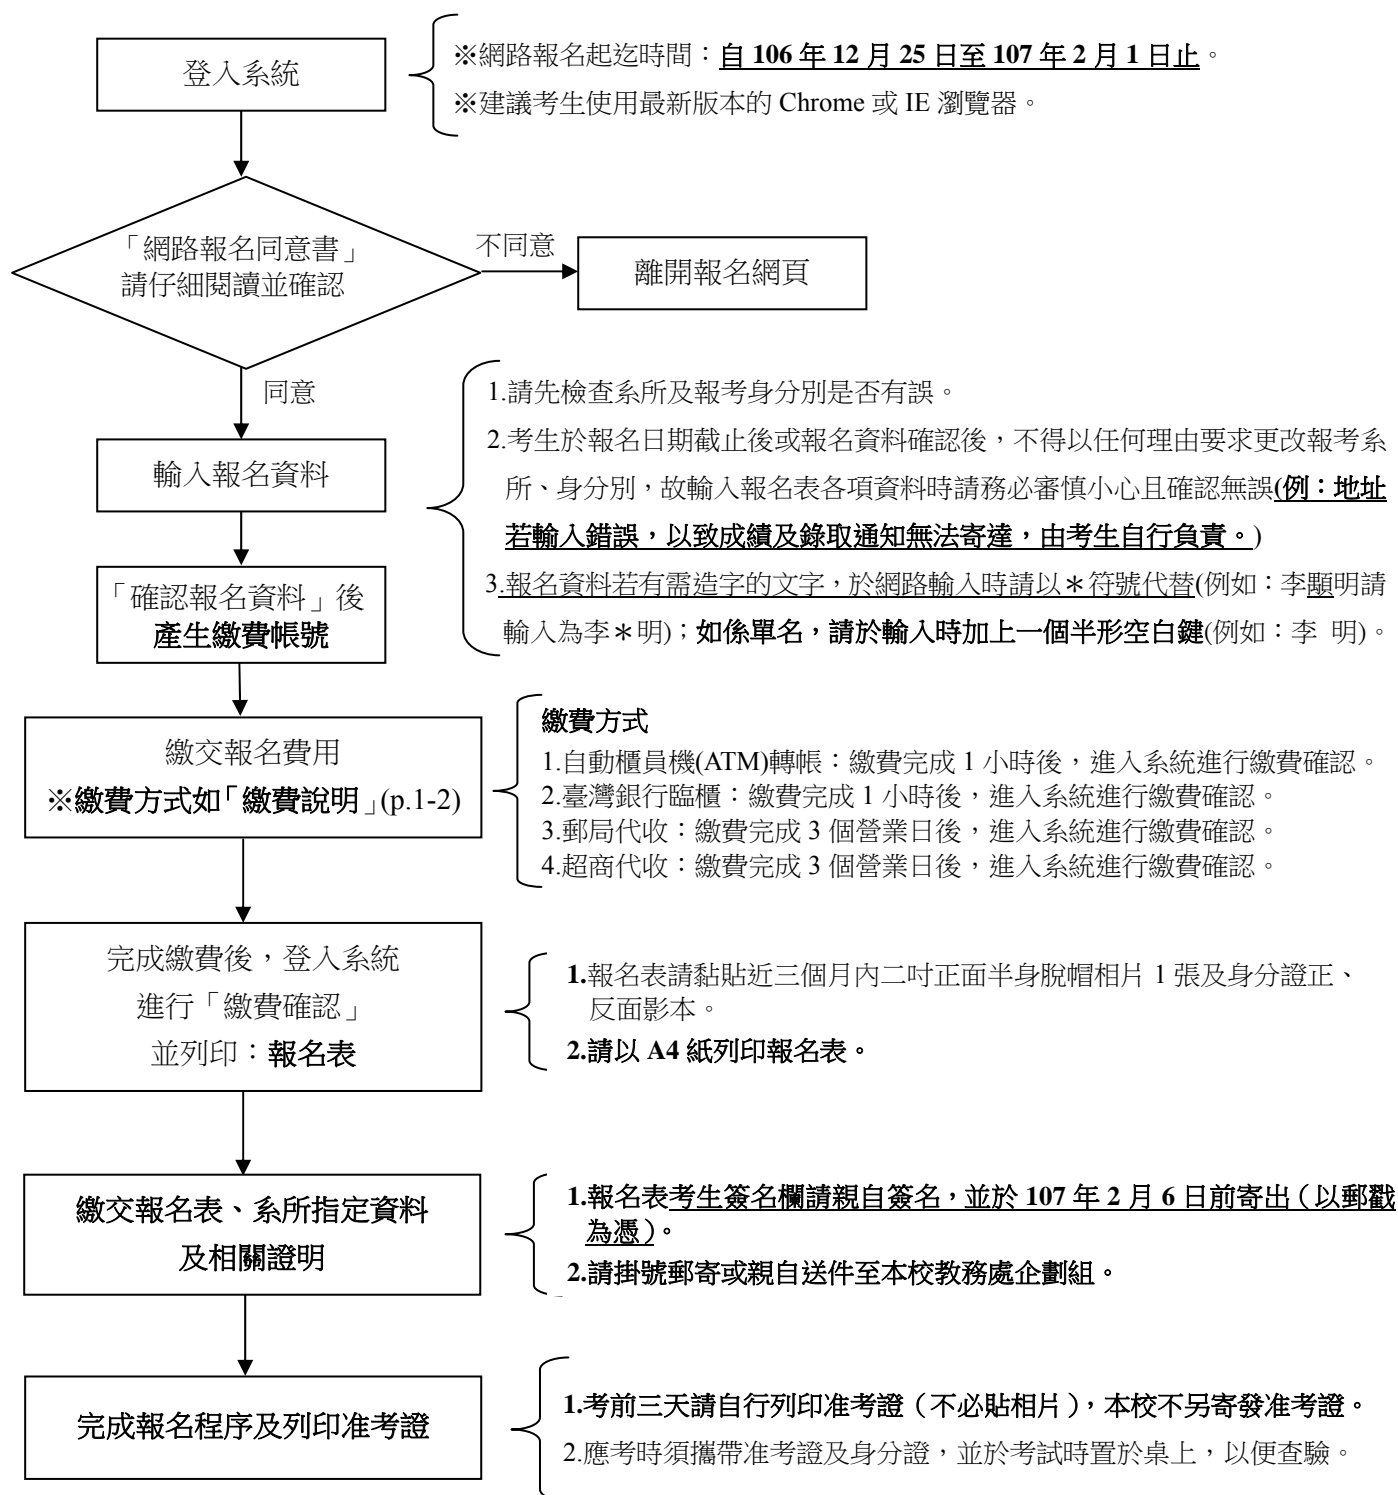 登入系統
※網路報名起迄時間：自 106 年 12 月 25 日至 107 年 2 月 1 日止。
※建議考生使用最新版本的 Chrome 或 IE 瀏覽器。
「網路報名同意書」
請仔細閱讀並確認
不同意
離開報名網頁
同意
輸入報名資料
1.請先檢查系所及報考身分別是否有誤。
2.考生於報名日期截止後或報名資料確認後，不得以任何理由要求更改報考系
所、身分別，故輸入報名表各項資料時請務必審慎小心且確認無誤(例：地址
若輸入錯誤，以致成績及錄取通知無法寄達，由考生自行負責。)
3.報名資料若有需造字的文字，於網路輸入時請以＊符號代替(例如：李顯明請
輸入為李＊明)；如係單名，請於輸入時加上一個半形空白鍵(例如：李 明)。
「確認報名資料」後
產生繳費帳號
繳交報名費用
※繳費方式如「繳費說明」(p.1-2)
繳費方式
1.自動櫃員機(ATM)轉帳：繳費完成 1 小時後，進入系統進行繳費確認。
2.臺灣銀行臨櫃：繳費完成 1 小時後，進入系統進行繳費確認。
3.郵局代收：繳費完成 3 個營業日後，進入系統進行繳費確認。
4.超商代收：繳費完成 3 個營業日後，進入系統進行繳費確認。
完成繳費後，登入系統
進行「繳費確認」
並列印：報名表
1.報名表請黏貼近三個月內二吋正面半身脫帽相片 1 張及身分證正、
反面影本。
2.請以 A4 紙列印報名表。
繳交報名表、系所指定資料
及相關證明
1.報名表考生簽名欄請親自簽名，並於 107 年 2 月 6 日前寄出（以郵戳
為憑）。
2.請掛號郵寄或親自送件至本校教務處企劃組。
完成報名程序及列印准考證
1.考前三天請自行列印准考證（不必貼相片），本校不另寄發准考證。
2.應考時須攜帶准考證及身分證，並於考試時置於桌上，以便查驗。